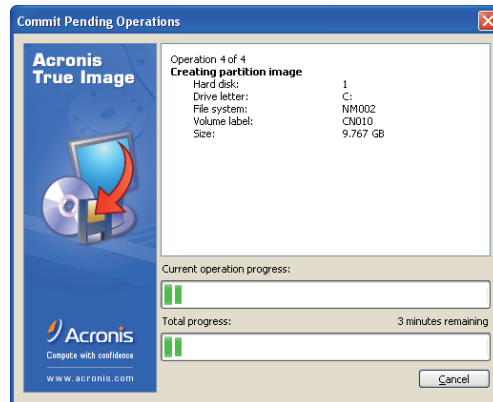 Commit Pending Operations
Acronis
True Image
Operation 4 of 4
Creating partition image
Hard disk: 1
Drive letter: C:
File system: NM002
Volume label: CN010
Size: 9.767 GB
Current operation progress:
Total progress: 3 minutes remaining
Acronis
Compute with confidence
www.acronis.com
Cancel